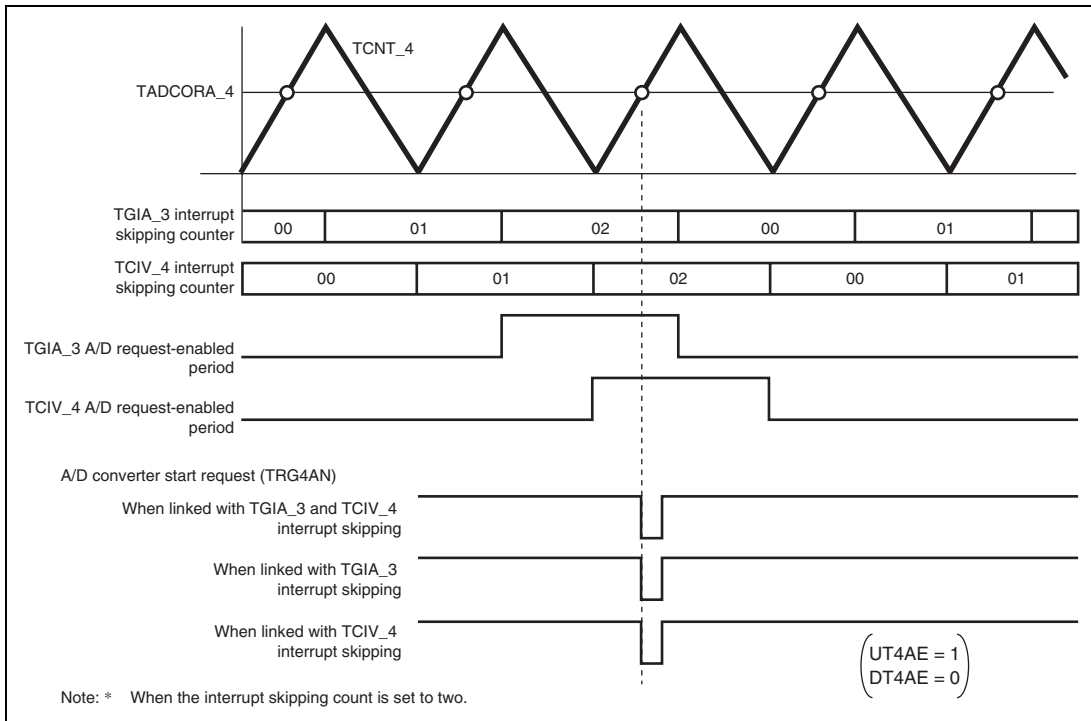 TCNT_4
TADCORA_4
TGIA_3 interrupt
skipping counter
00 01 02 00 01
TCIV_4 interrupt
skipping counter
00 01 02 00 01
TGIA_3 A/D request-enabled
period
TCIV_4 A/D request-enabled
period
A/D converter start request (TRG4AN)
When linked with TGIA_3 and TCIV_4
interrupt skipping
When linked with TGIA_3
interrupt skipping
When linked with TCIV_4
interrupt skipping
UT4AE = 1
DT4AE = 0
Note: * When the interrupt skipping count is set to two.